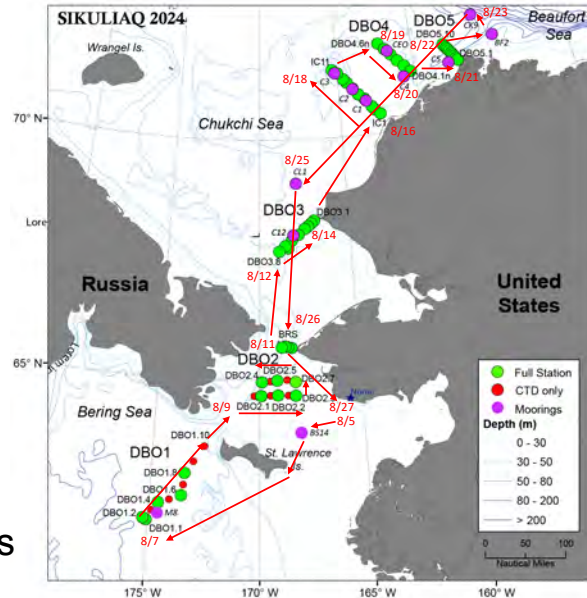 SIKULIAQ 2024
Wrangel Is.
Beaufort
Sea
DBO5
CK9
8/23
DBO5.10
8/22
BF2
DBO4
DBO4.6n
8/19
CEO
C5
DBO5.1
DBO4.1n
8/21
IC11
C3
C4
8/18
C2
8/20
C1
IC1
8/16
70° N
Chukchi Sea
8/25
CL1
DBO3
DBO3.1
Lore
C12
8/14
DBO3.8
8/12
Russia
United
States
8/26
BRS
8/11
65° N
DBO2
DBO2.5
DBO2.4
DBO2.7
Nome
DBO2.1
DBO2.2
8/27
Bering Sea
8/9
8/5
BS14
DBO1.10
DBO1
St. Lawrence
Is.
DBO1.8
DBO1.6
DBO1.4
DBO1.2
M8
DBO1.1
8/7
s
Full Station
CTD only
Moorings
Depth (m)
0 - 30
30 - 50
50 - 80
80 - 200
> 200
0 50 100
Nautical Miles
175° W
170° W
165° W
160° W